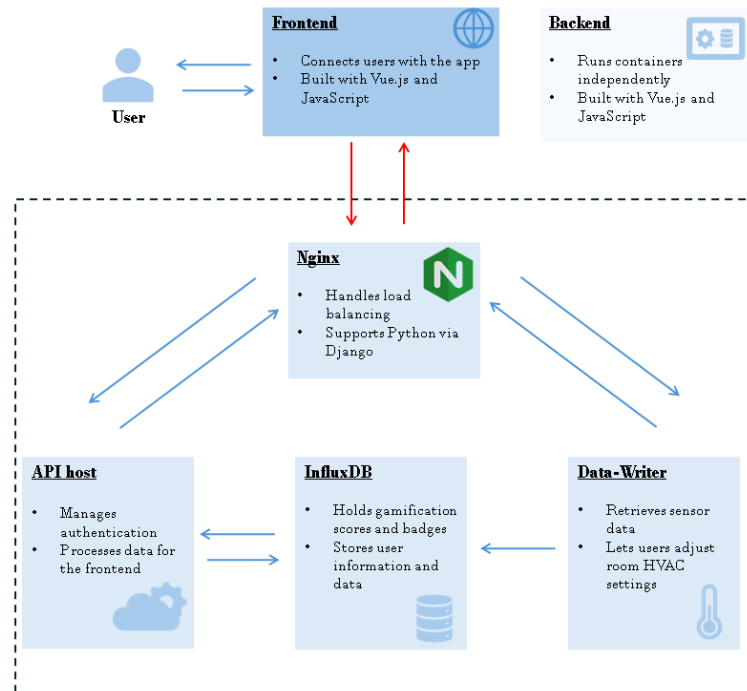 Frontend
• Connects users with the app
• Built with Vue.js and
JavaScript
Backend
• Runs containers
independently
• Built with Vue.js and
JavaScript
User
Nginx
N
• Handles load
balancing
• Supports Python via
Django
API host
• Manages
authentication
• Processes data for
the frontend
InfluxDB
• Holds gamification
scores and badges
• Stores user
information and
data
Data-Writer
• Retrieves sensor
data
• Lets users adjust
room HVAC
settings